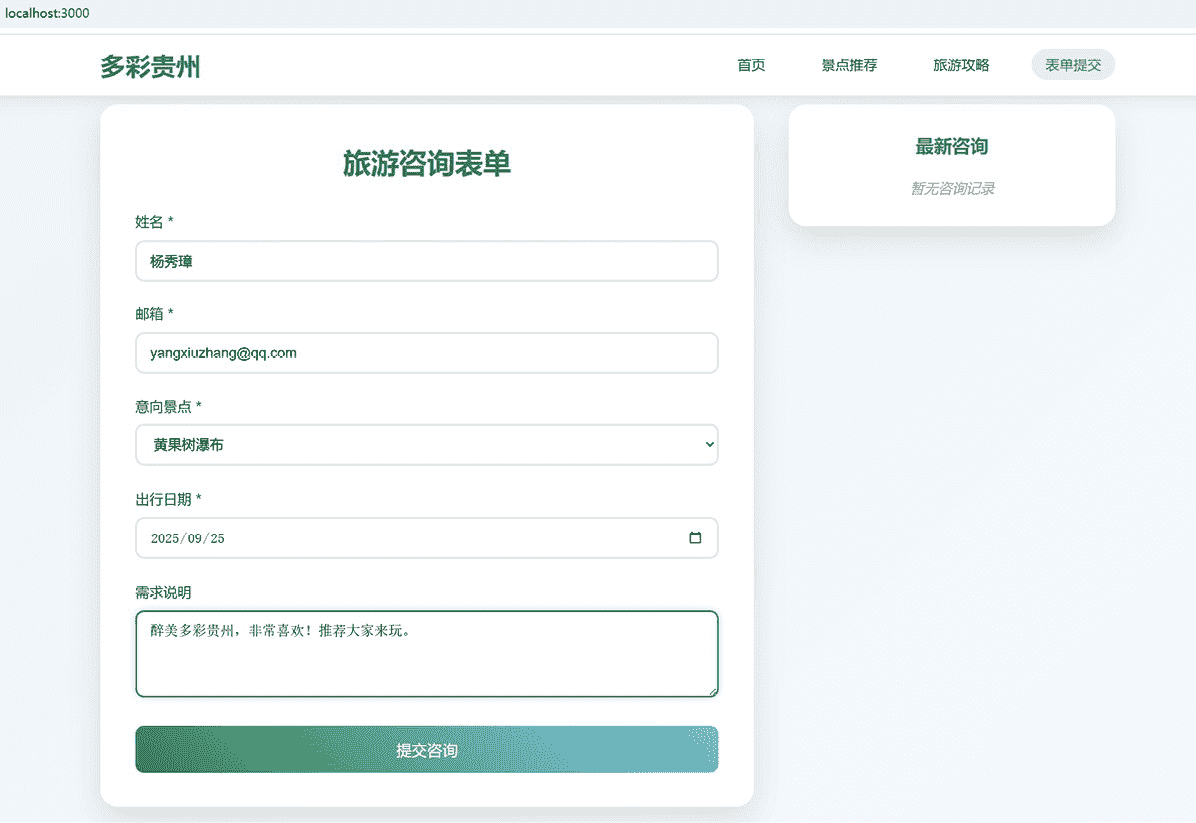 localhost:3000
多彩贵州
首页 景点推荐 旅游攻略 表单提交
旅游咨询表单
姓名 *
杨秀璋
邮箱 *
yangxiuzhang@qq.com
意向景点 *
黄果树瀑布
出行日期 *
2025/09/25
需求说明
醉美多彩贵州，非常喜欢！推荐大家来玩。
提交咨询
最新咨询
暂无咨询记录